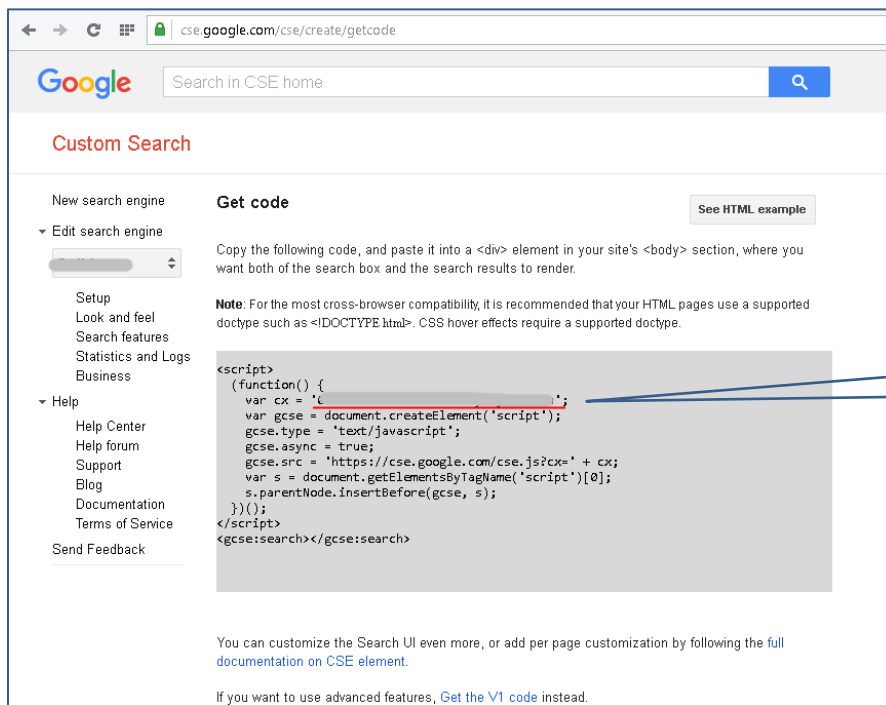 cse.google.com/cse/create/getcode
Google
Search in CSE home
Custom Search
New search engine
Edit search engine
Setup
Look and feel
Search features
Statistics and Logs
Business
Help
Help Center
Help forum
Support
Blog
Documentation
Terms of Service
Send Feedback
Get code
See HTML example
Copy the following code, and paste it into a <div> element in your site's <body> section, where you
want both of the search box and the search results to render.
Note: For the most cross-browser compatibility, it is recommended that your HTML pages use a supported
doctype such as <!DOCTYPE html>. CSS hover effects require a supported doctype.
<script>
(function() {
var cx = '';
var gcse = document.createElement('script');
gcse.type = 'text/javascript';
gcse.async = true;
gcse.src = 'https://cse.google.com/cse.js?cx=' + cx;
var s = document.getElementsByTagName('script')[0];
s.parentNode.insertBefore(gcse, s);
})();
</script>
<gcse:search></gcse:search>
You can customize the Search UI even more, or add per page customization by following the full
documentation on CSE element.
If you want to use advanced features, Get the V1 code instead.